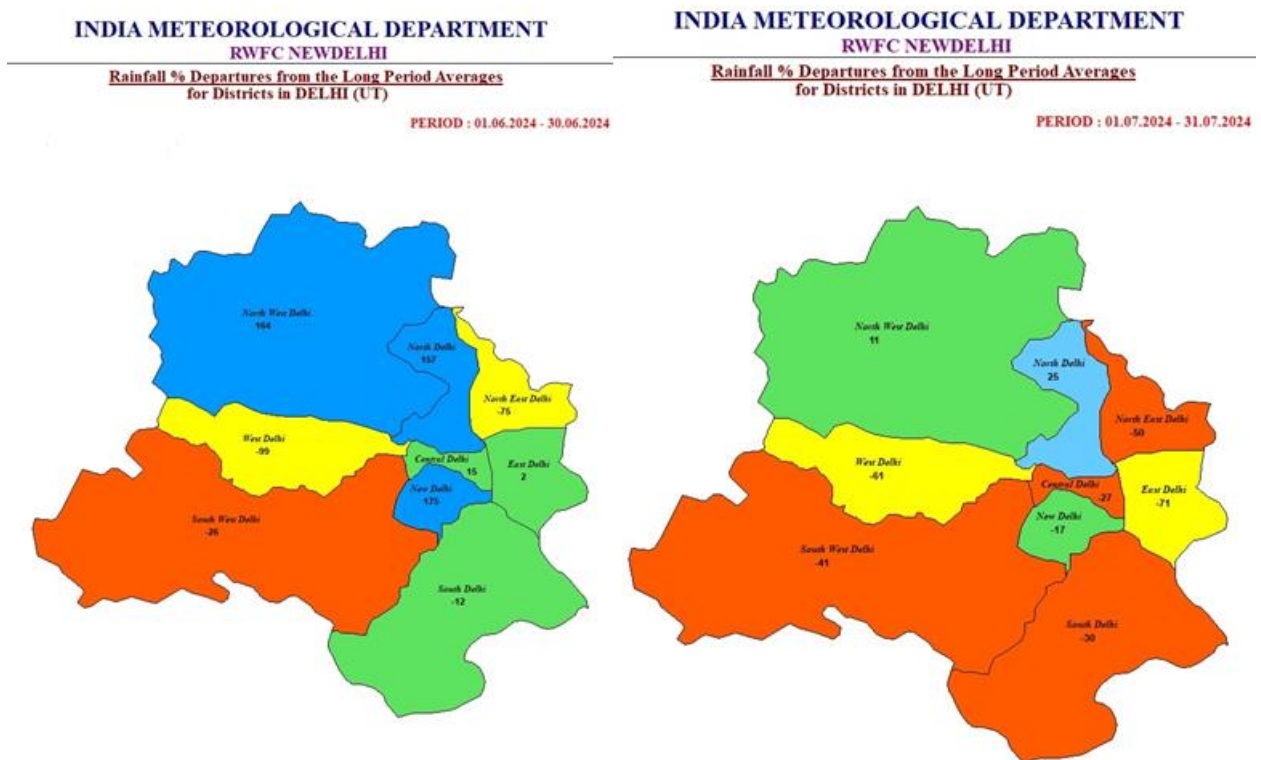 INDIA METEOROLOGICAL DEPARTMENT
RWFC NEWDELHI
Rainfall % Departures from the Long Period Averages
for Districts in DELHI (UT)
PERIOD : 01.06.2024 - 30.06.2024
North West Delhi
164
North Delhi
157
North East Delhi
-75
West Delhi
-99
Central Delhi
15
East Delhi
2
New Delhi
175
South West Delhi
-26
South Delhi
-12
INDIA METEOROLOGICAL DEPARTMENT
RWFC NEWDELHI
Rainfall % Departures from the Long Period Averages
for Districts in DELHI (UT)
PERIOD : 01.07.2024 - 31.07.2024
North West Delhi
11
North Delhi
25
North East Delhi
-50
West Delhi
-61
Central Delhi
-27
East Delhi
-71
New Delhi
-17
South West Delhi
-41
South Delhi
-30